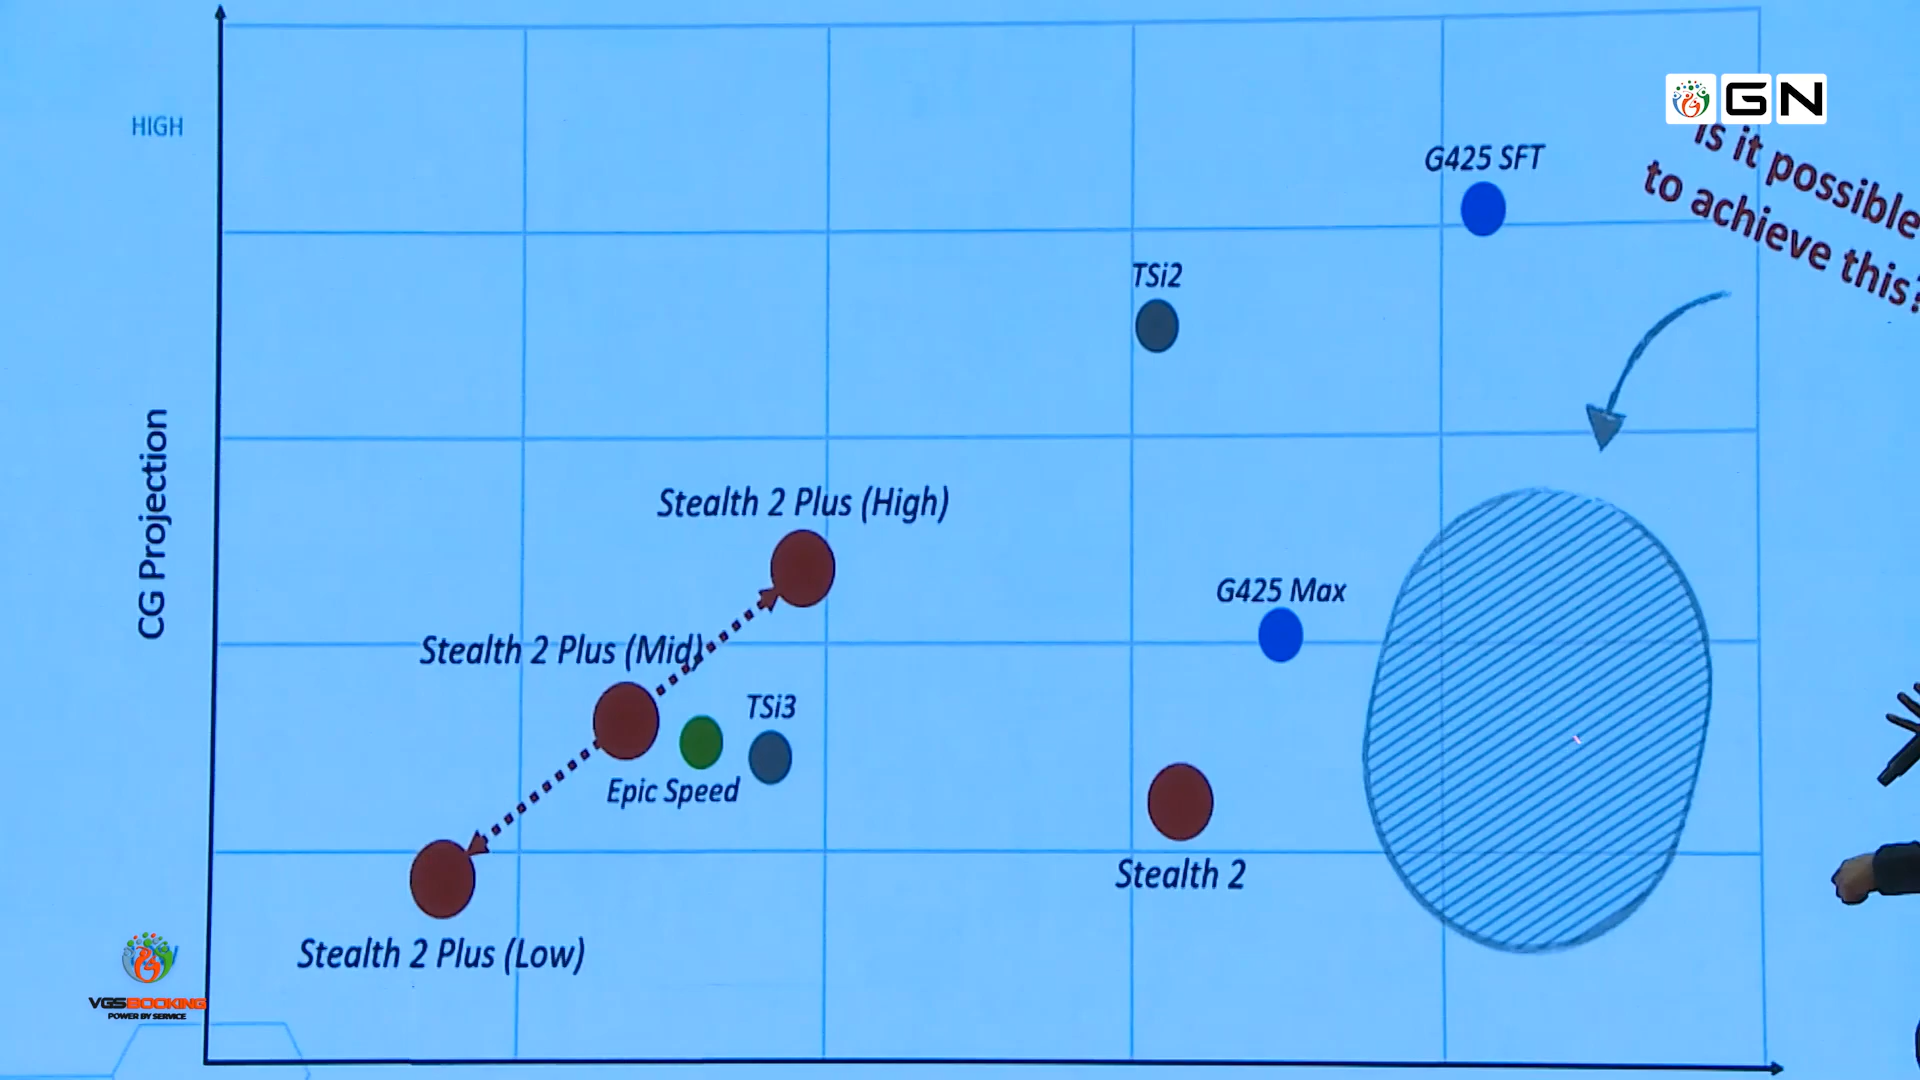 HIGH
GN
Is it possible
to achieve this?
G425 SFT
TSi2
CG Projection
Stealth 2 Plus (High)
G425 Max
Stealth 2 Plus (Mid)
TSi3
Epic Speed
Stealth 2
Stealth 2 Plus (Low)
VGSBOOKING
POWER BY SERVICE